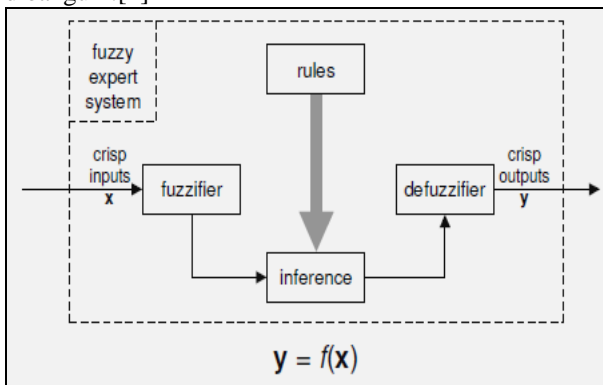 fuzzy
expert
system
rules
crisp
inputs
x
fuzzifier
defuzzifier
crisp
outputs
y
inference
y = f(x)